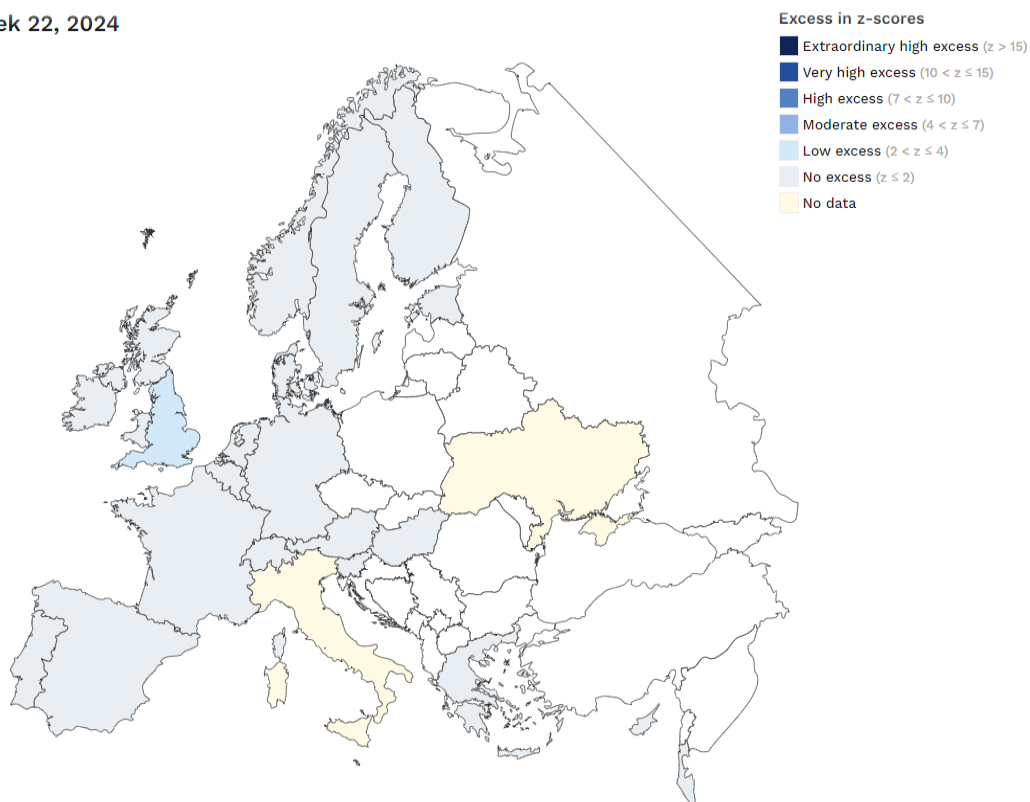 ek 22, 2024
Excess in z-scores
Extraordinary high excess (z > 15)
Very high excess (10 < z ≤ 15)
High excess (7 < z ≤ 10)
Moderate excess (4 < z ≤ 7)
Low excess (2 < z ≤ 4)
No excess (z ≤ 2)
No data